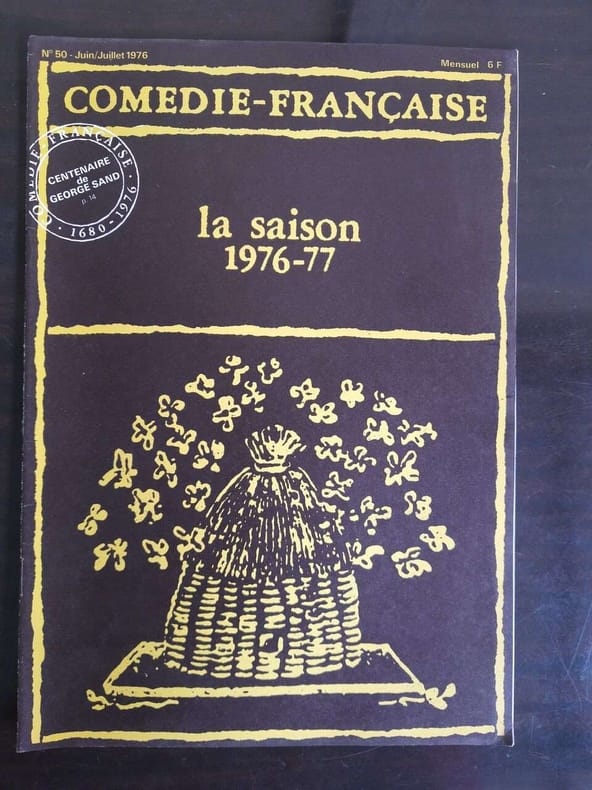 N° 50 - Juin/Juillet 1976
Mensuel 6 F
COMEDIE-FRANÇAISE
COMÉDIE-FRANÇAISE
CENTENAIRE
de
GEORGE SAND
p. 14
1680-1976
la saison
1976-77